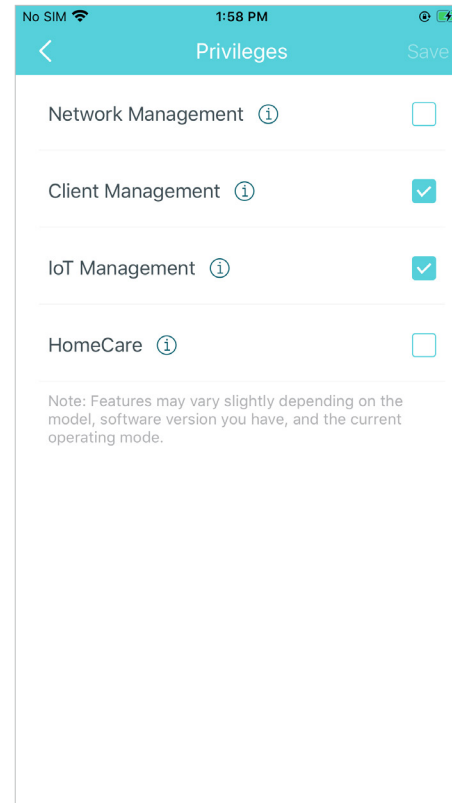 No SIM 1:58 PM
Privileges Save
Network Management
Client Management
IoT Management
HomeCare
Note: Features may vary slightly depending on the
model, software version you have, and the current
operating mode.